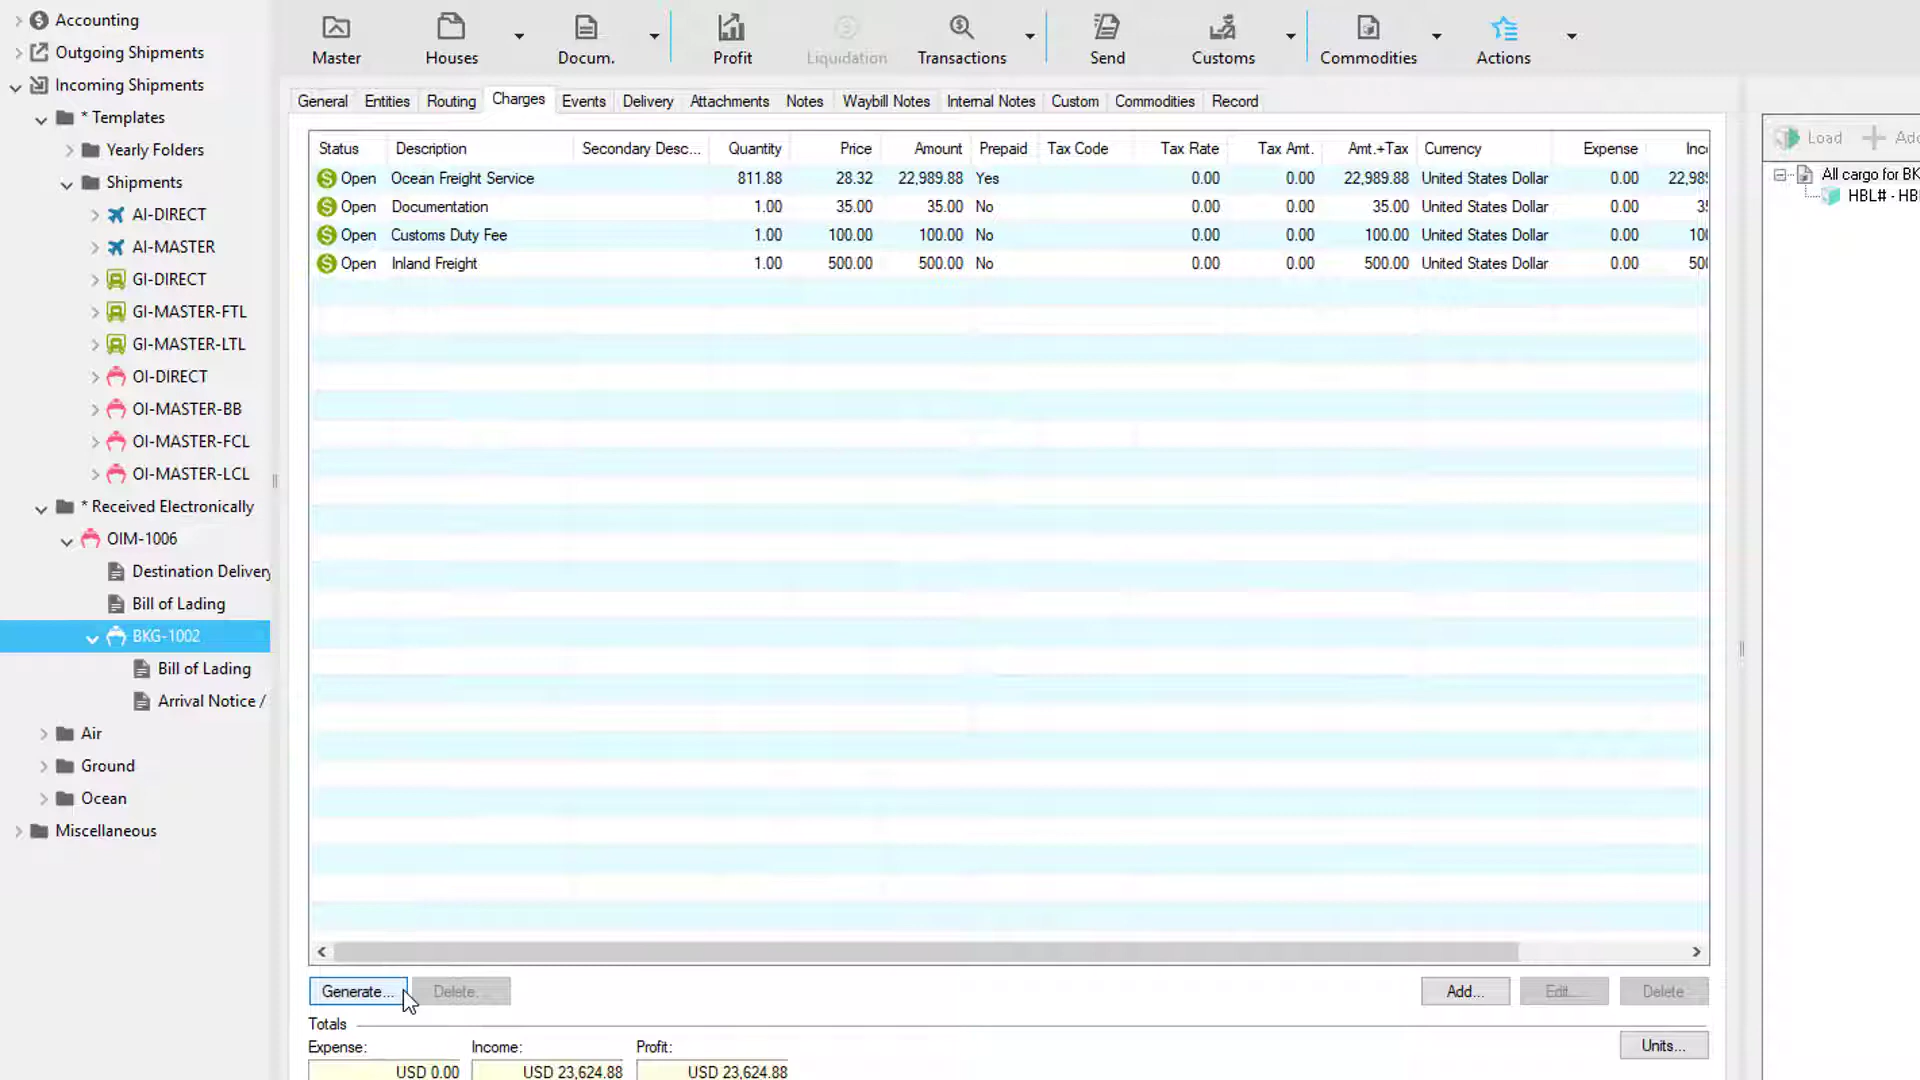 Accounting
Outgoing Shipments
Incoming Shipments
* Templates
Yearly Folders
Shipments
AI-DIRECT
AI-MASTER
GI-DIRECT
GI-MASTER-FTL
GI-MASTER-LTL
OI-DIRECT
OI-MASTER-BB
OI-MASTER-FCL
OI-MASTER-LCL
* Received Electronically
OIM-1006
Destination Delivery
Bill of Lading
BKG-1002
Bill of Lading
Arrival Notice /
Air
Ground
Ocean
Miscellaneous
Master Houses Docum. Profit Liquidation Transactions Send Customs Commodities Actions
General Entities Routing Charges Events Delivery Attachments Notes Waybill Notes Internal Notes Custom Commodities Record
Status Description Secondary Desc... Quantity Price Amount Prepaid Tax Code Tax Rate Tax Amt. Amt.+Tax Currency Expense Inc
Open Ocean Freight Service 811.88 28.32 22,989.88 Yes 0.00 0.00 22,989.88 United States Dollar 0.00 22,98
Open Documentation 1.00 35.00 35.00 No 0.00 0.00 35.00 United States Dollar 0.00 3
Open Customs Duty Fee 1.00 100.00 100.00 No 0.00 0.00 100.00 United States Dollar 0.00 10
Open Inland Freight 1.00 500.00 500.00 No 0.00 0.00 500.00 United States Dollar 0.00 50
Generate... Delete... Add... Edit... Delete
Totals
Expense: Income: Profit:
USD 0.00 USD 23,624.88 USD 23,624.88
Units...
Load Add
All cargo for BK
HBL# - HB